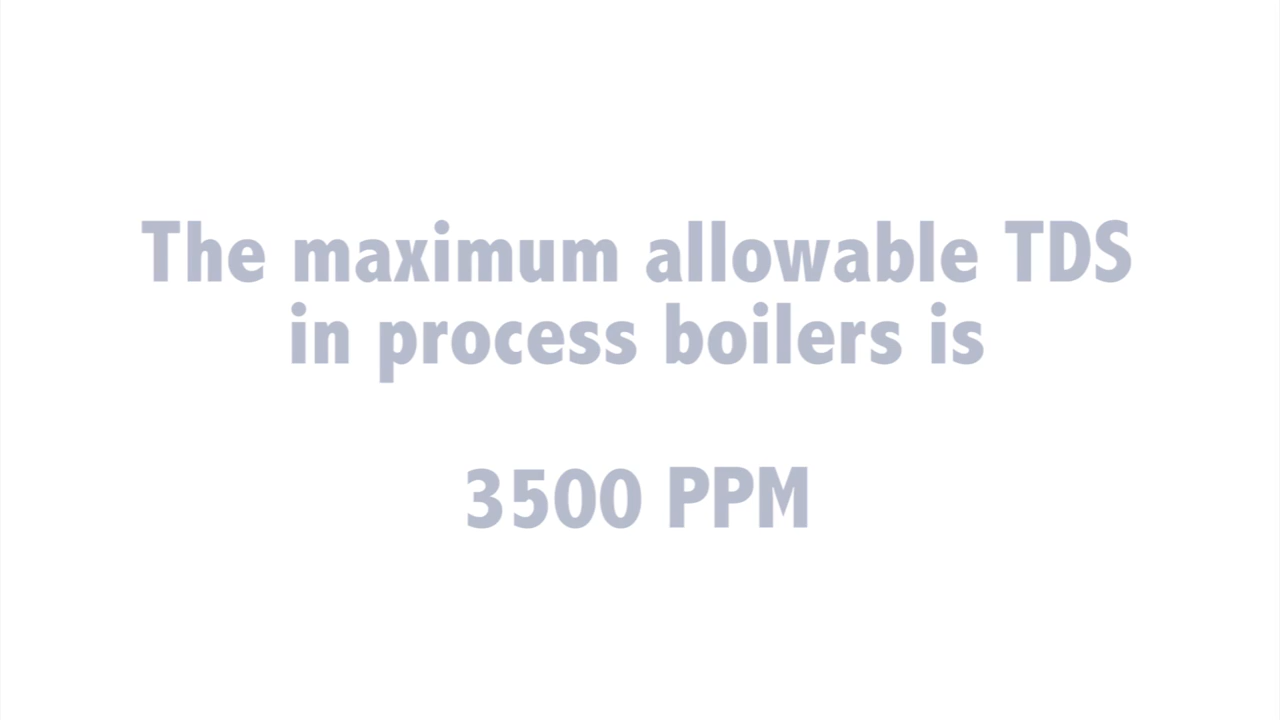 The maximum allowable TDS
in process boilers is
3500 PPM